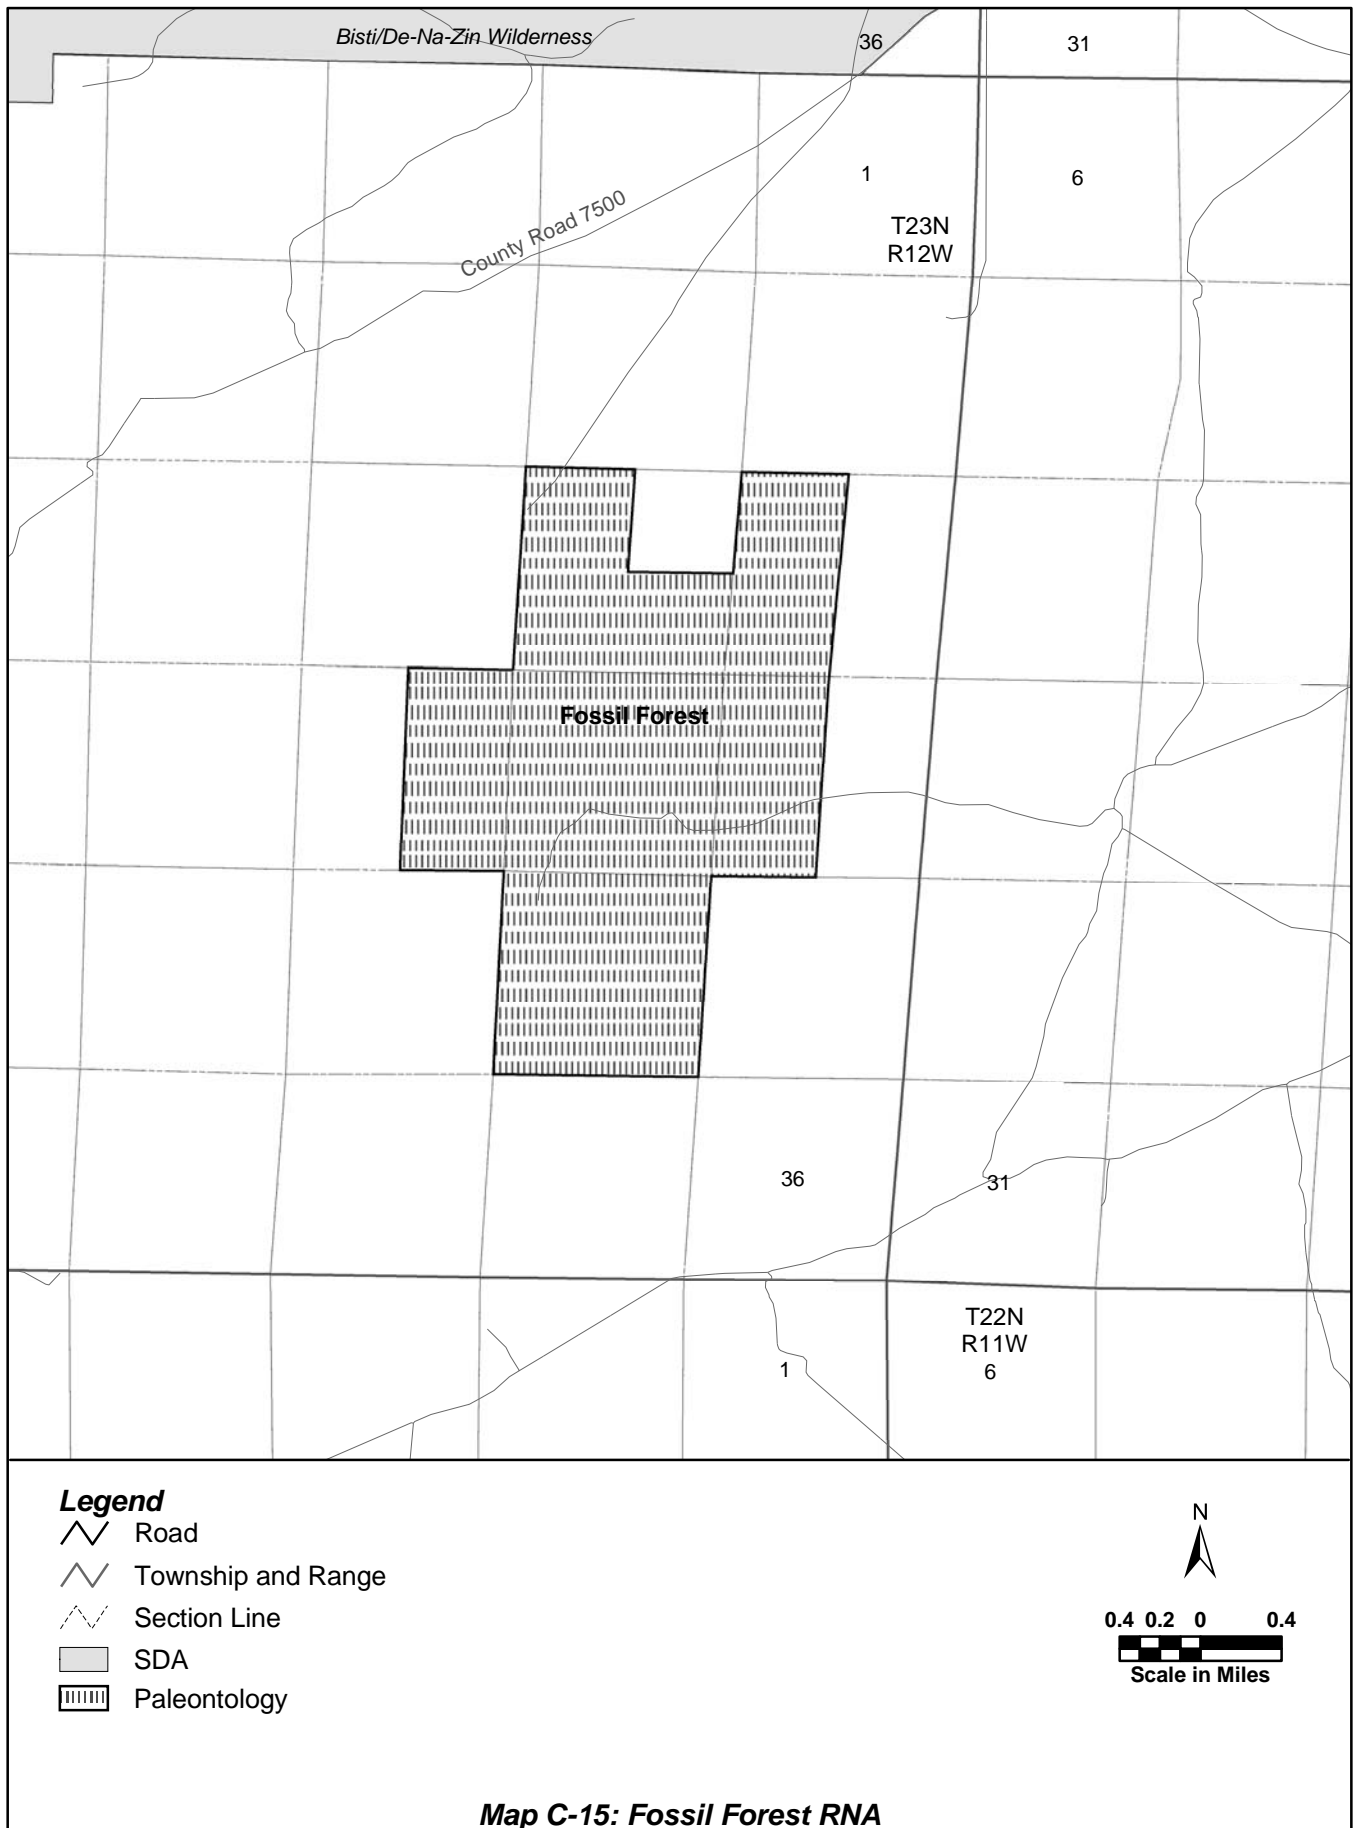 Bisti/De-Na-Zin Wilderness
36
31
1
6
County Road 7500
T23N
R12W
Fossil Forest
36
31
T22N
R11W
1
6
Legend
Road
Township and Range
Section Line
SDA
Paleontology
N
0.4 0.2 0 0.4
Scale in Miles
Map C-15: Fossil Forest RNA